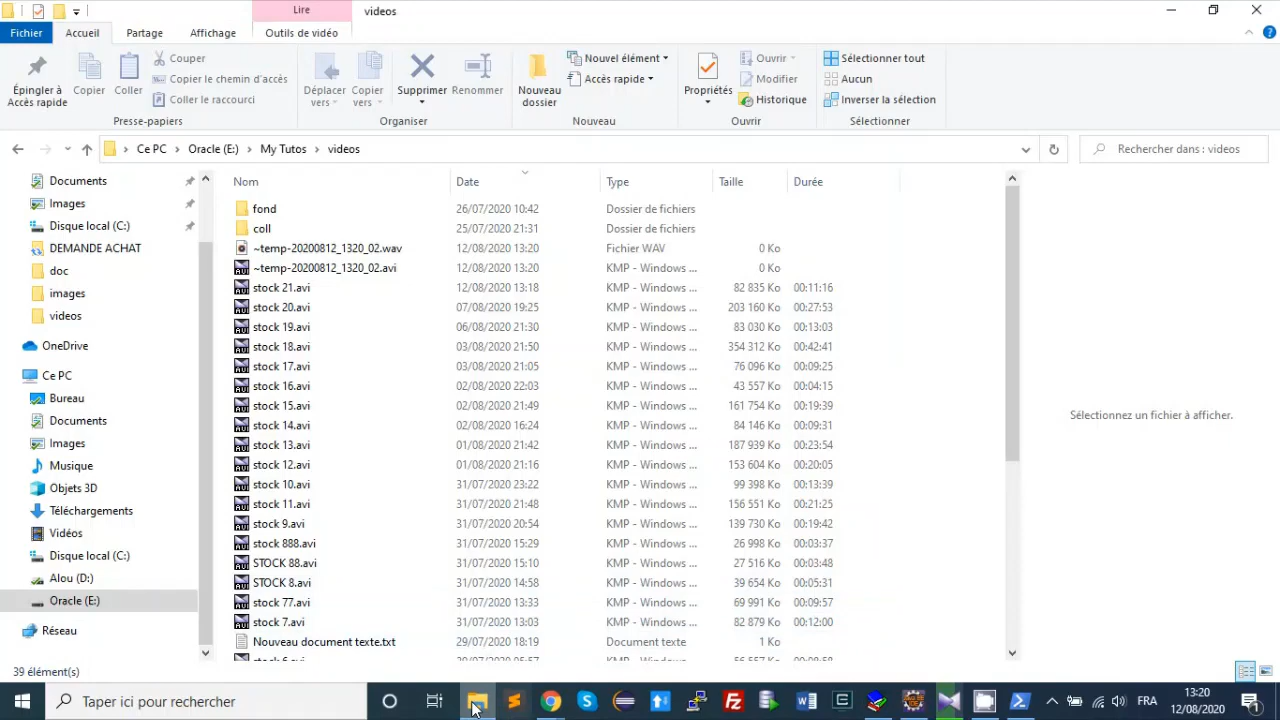 Lire
videos
Fichier
Accueil
Partage
Affichage
Outils de vidéo
Épingler à
Accès rapide
Copier
Coller
Couper
Copier le chemin d'accès
Coller le raccourci
Presse-papiers
Déplacer
vers
Copier
vers
Supprimer
Renommer
Organiser
Nouveau
dossier
Nouvel élément
Accès rapide
Nouveau
Propriétés
Ouvrir
Modifier
Historique
Ouvrir
Sélectionner tout
Aucun
Inverser la sélection
Sélectionner
Ce PC > Oracle (E:) > My Tutos > videos
Rechercher dans : videos
Documents
Images
Disque local (C:)
DEMANDE ACHAT
doc
images
videos
OneDrive
Ce PC
Bureau
Documents
Images
Musique
Objets 3D
Téléchargements
Vidéos
Disque local (C:)
Alou (D:)
Oracle (E:)
Réseau
Nom Date Type Taille Durée
fond 26/07/2020 10:42 Dossier de fichiers
coll 25/07/2020 21:31 Dossier de fichiers
~temp-20200812_1320_02.wav 12/08/2020 13:20 Fichier WAV 0 Ko
~temp-20200812_1320_02.avi 12/08/2020 13:20 KMP - Windows ... 0 Ko
stock 21.avi 12/08/2020 13:18 KMP - Windows ... 82 835 Ko 00:11:16
stock 20.avi 07/08/2020 19:25 KMP - Windows ... 203 160 Ko 00:27:53
stock 19.avi 06/08/2020 21:30 KMP - Windows ... 83 030 Ko 00:13:03
stock 18.avi 03/08/2020 21:50 KMP - Windows ... 354 312 Ko 00:42:41
stock 17.avi 03/08/2020 21:05 KMP - Windows ... 76 096 Ko 00:09:25
stock 16.avi 02/08/2020 22:03 KMP - Windows ... 43 557 Ko 00:04:15
stock 15.avi 02/08/2020 21:49 KMP - Windows ... 161 754 Ko 00:19:39
stock 14.avi 02/08/2020 16:24 KMP - Windows ... 84 146 Ko 00:09:31
stock 13.avi 01/08/2020 21:42 KMP - Windows ... 187 939 Ko 00:23:54
stock 12.avi 01/08/2020 21:16 KMP - Windows ... 153 604 Ko 00:20:05
stock 10.avi 31/07/2020 23:22 KMP - Windows ... 99 398 Ko 00:13:39
stock 11.avi 31/07/2020 21:48 KMP - Windows ... 156 551 Ko 00:21:25
stock 9.avi 31/07/2020 20:54 KMP - Windows ... 139 730 Ko 00:19:42
stock 888.avi 31/07/2020 15:29 KMP - Windows ... 26 998 Ko 00:03:37
STOCK 88.avi 31/07/2020 15:10 KMP - Windows ... 27 516 Ko 00:03:48
STOCK 8.avi 31/07/2020 14:58 KMP - Windows ... 39 654 Ko 00:05:31
stock 77.avi 31/07/2020 13:33 KMP - Windows ... 69 991 Ko 00:09:57
stock 7.avi 31/07/2020 13:03 KMP - Windows ... 82 879 Ko 00:12:00
Nouveau document texte.txt 29/07/2020 18:19 Document texte 1 Ko
Sélectionnez un fichier à afficher.
39 élément(s)
Taper ici pour rechercher
FRA
13:20
12/08/2020